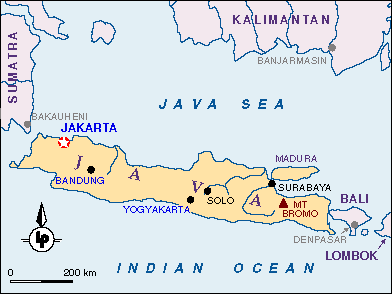 KALIMANTAN
SUMATRA
BANJARMASIN
JAVA SEA
BAKAUHENI
JAKARTA
MADURA
J A V A
BANDUNG
SURABAYA
SOLO
YOGYAKARTA
MT
BROMO
BALI
DENPASAR
LOMBOK
lp
0 200 km
INDIAN OCEAN